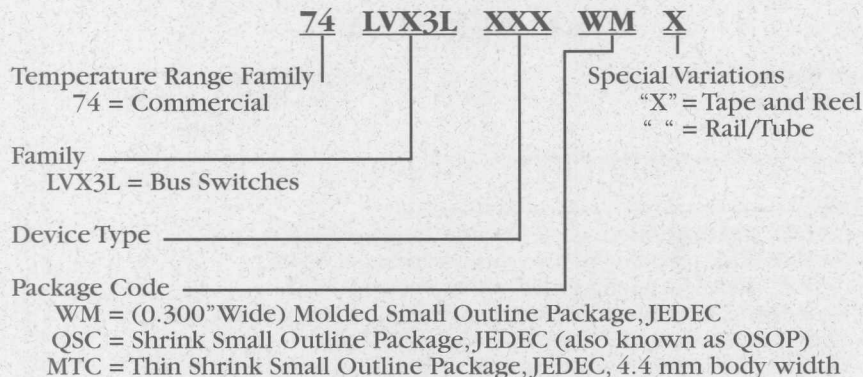 74 LVX3L XXX WM X
Temperature Range Family
74 = Commercial
Special Variations
“X” = Tape and Reel
“ “ = Rail/Tube
Family
LVX3L = Bus Switches
Device Type
Package Code
WM = (0.300” Wide) Molded Small Outline Package, JEDEC
QSC = Shrink Small Outline Package, JEDEC (also known as QSOP)
MTC = Thin Shrink Small Outline Package, JEDEC, 4.4 mm body width